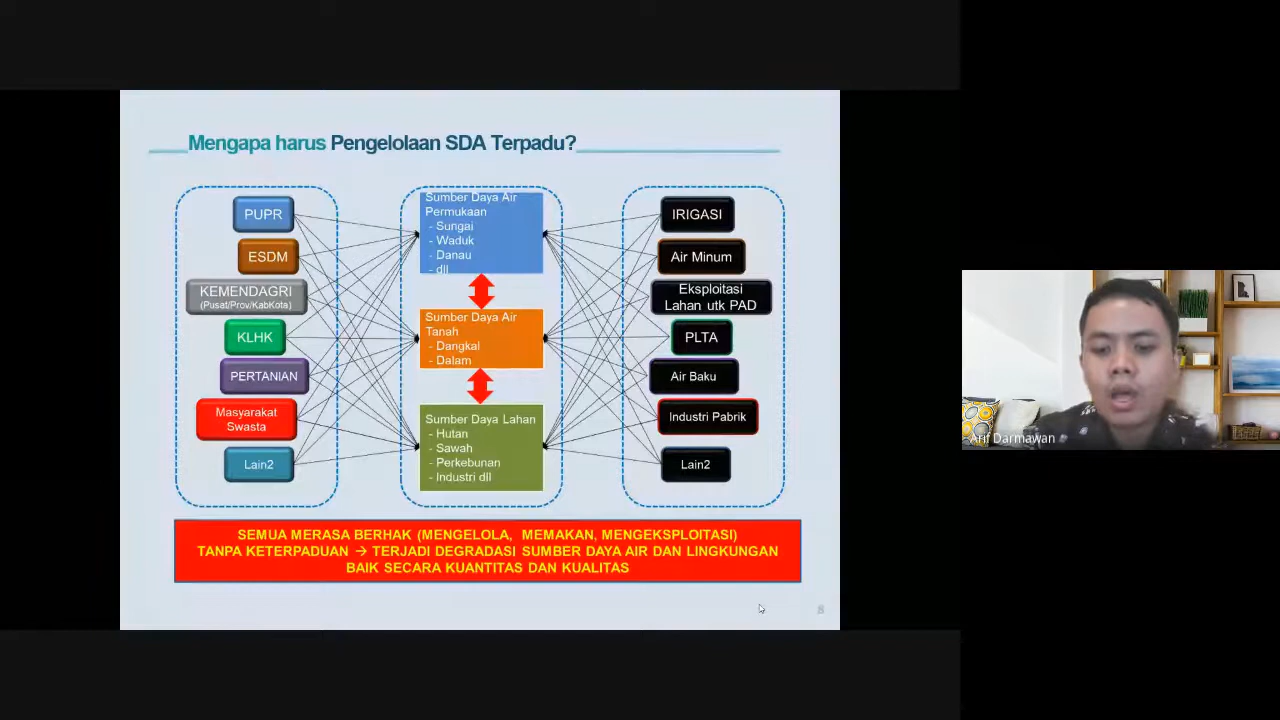 Mengapa harus Pengelolaan SDA Terpadu?
PUPR
ESDM
KEMENDAGRI
(Pusat/Prov/KabKota)
KLHK
PERTANIAN
Masyarakat
Swasta
Lain2
Sumber Daya Air
Permukaan
- Sungai
- Waduk
- Danau
- dll
Sumber Daya Air
Tanah
- Dangkal
- Dalam
Sumber Daya Lahan
- Hutan
- Sawah
- Perkebunan
- Industri dll
IRIGASI
Air Minum
Eksploitasi
Lahan utk PAD
PLTA
Air Baku
Industri Pabrik
Lain2
SEMUA MERASA BERHAK (MENGELOLA, MEMAKAN, MENGEKSPLOITASI)
TANPA KETERPADUAN → TERJADI DEGRADASI SUMBER DAYA AIR DAN LINGKUNGAN
BAIK SECARA KUANTITAS DAN KUALITAS
8
Arif Darmawan